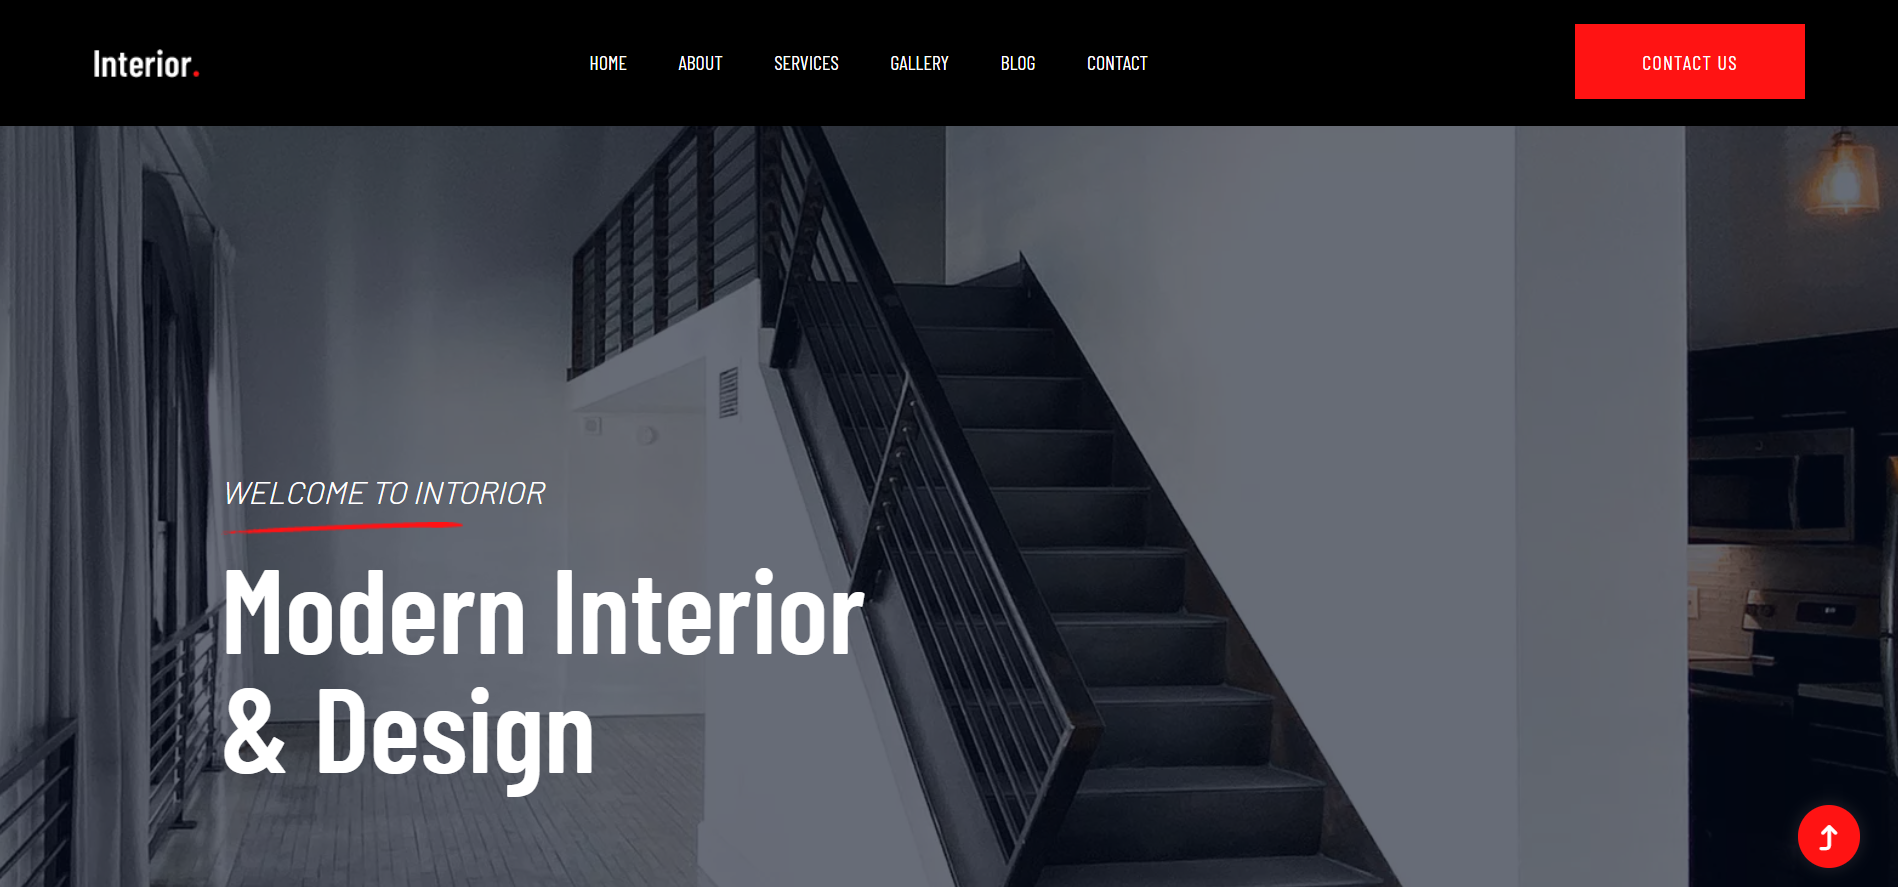 Interior.
HOME ABOUT SERVICES GALLERY BLOG CONTACT
CONTACT US
WELCOME TO INTORIOR
Modern Interior
& Design